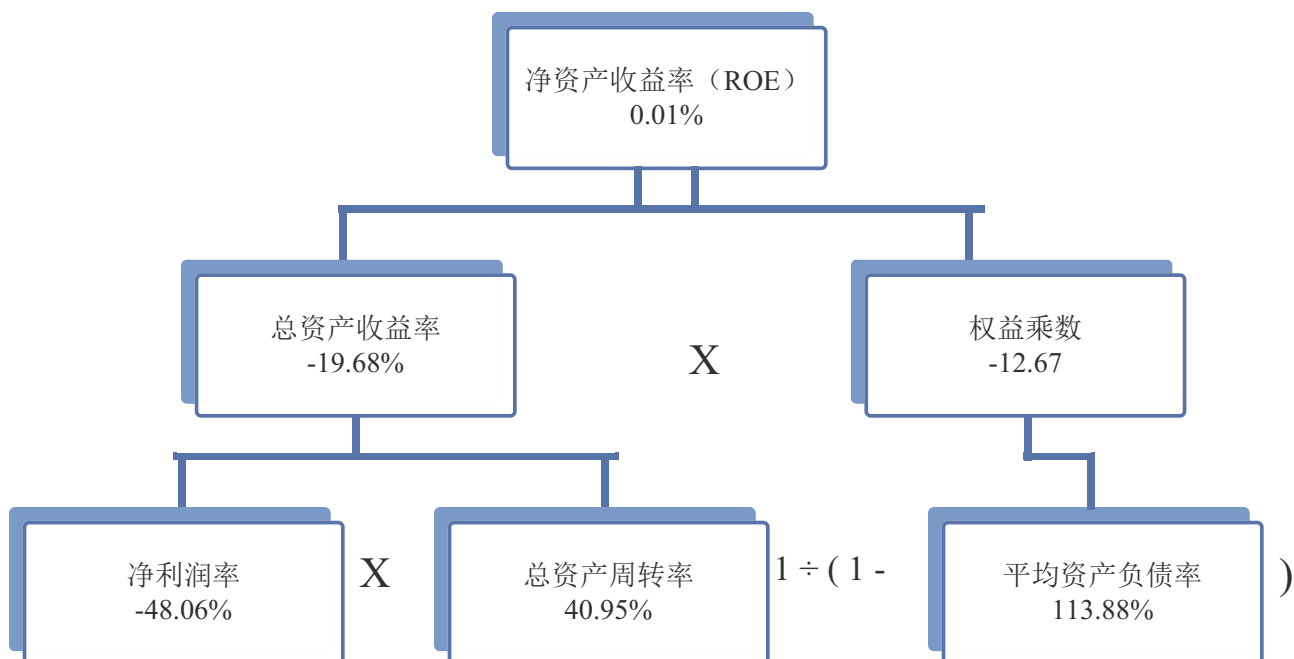 净资产收益率（ROE）
0.01%
总资产收益率
-19.68%
X
权益乘数
-12.67
净利润率
-48.06%
X
总资产周转率
40.95%
1 ÷ ( 1 -
平均资产负债率
113.88%
)